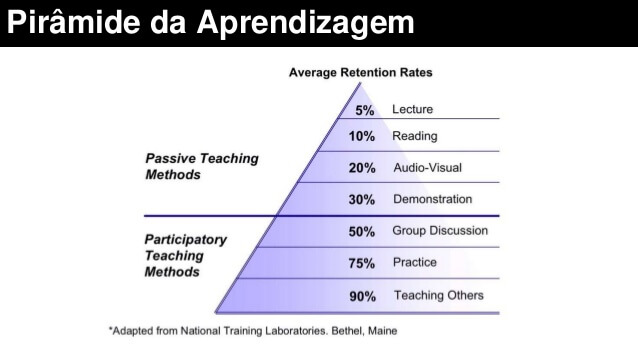 Pirâmide da Aprendizagem
Average Retention Rates
5% Lecture
10% Reading
Passive Teaching
Methods
20% Audio-Visual
30% Demonstration
50% Group Discussion
Participatory
Teaching
Methods
75% Practice
90% Teaching Others
*Adapted from National Training Laboratories. Bethel, Maine